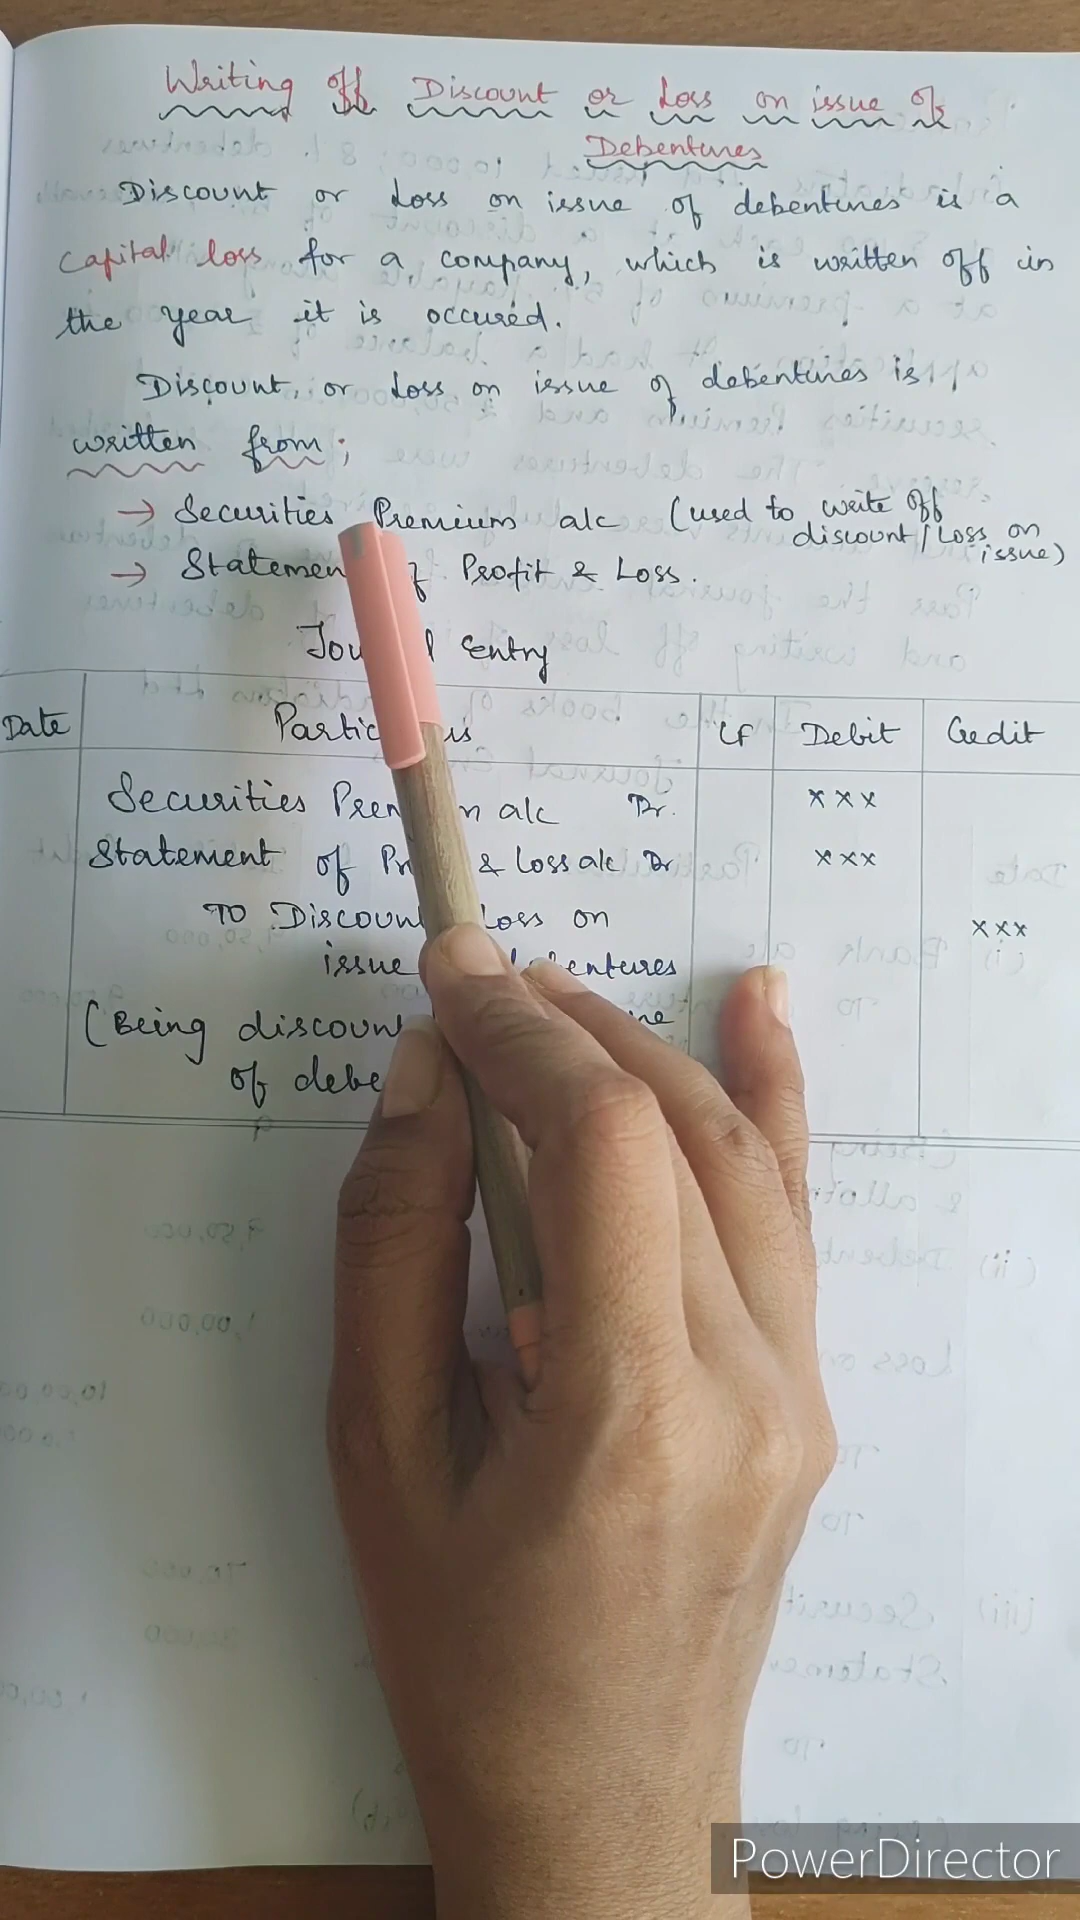 Writing off Discount or Loss on issue of
Debentures
Discount or Loss on issue of debentures is a
capital loss for a company, which is written off in
the year it is occured.
Discount, or Loss on issue of debentures is
written from;
→ Securities Premium a/c (used to write off
discount / Loss on
issue)
→ Statemen of Profit & Loss.
Jou l Entry
Date Partic rs LF Debit Credit
Securities Prem m a/c Dr. xxx
Statement of Pr & Loss a/c Dr xxx
TO Discoun Loss on xxx
issue debentures
(Being discoun
of debe
PowerDirector